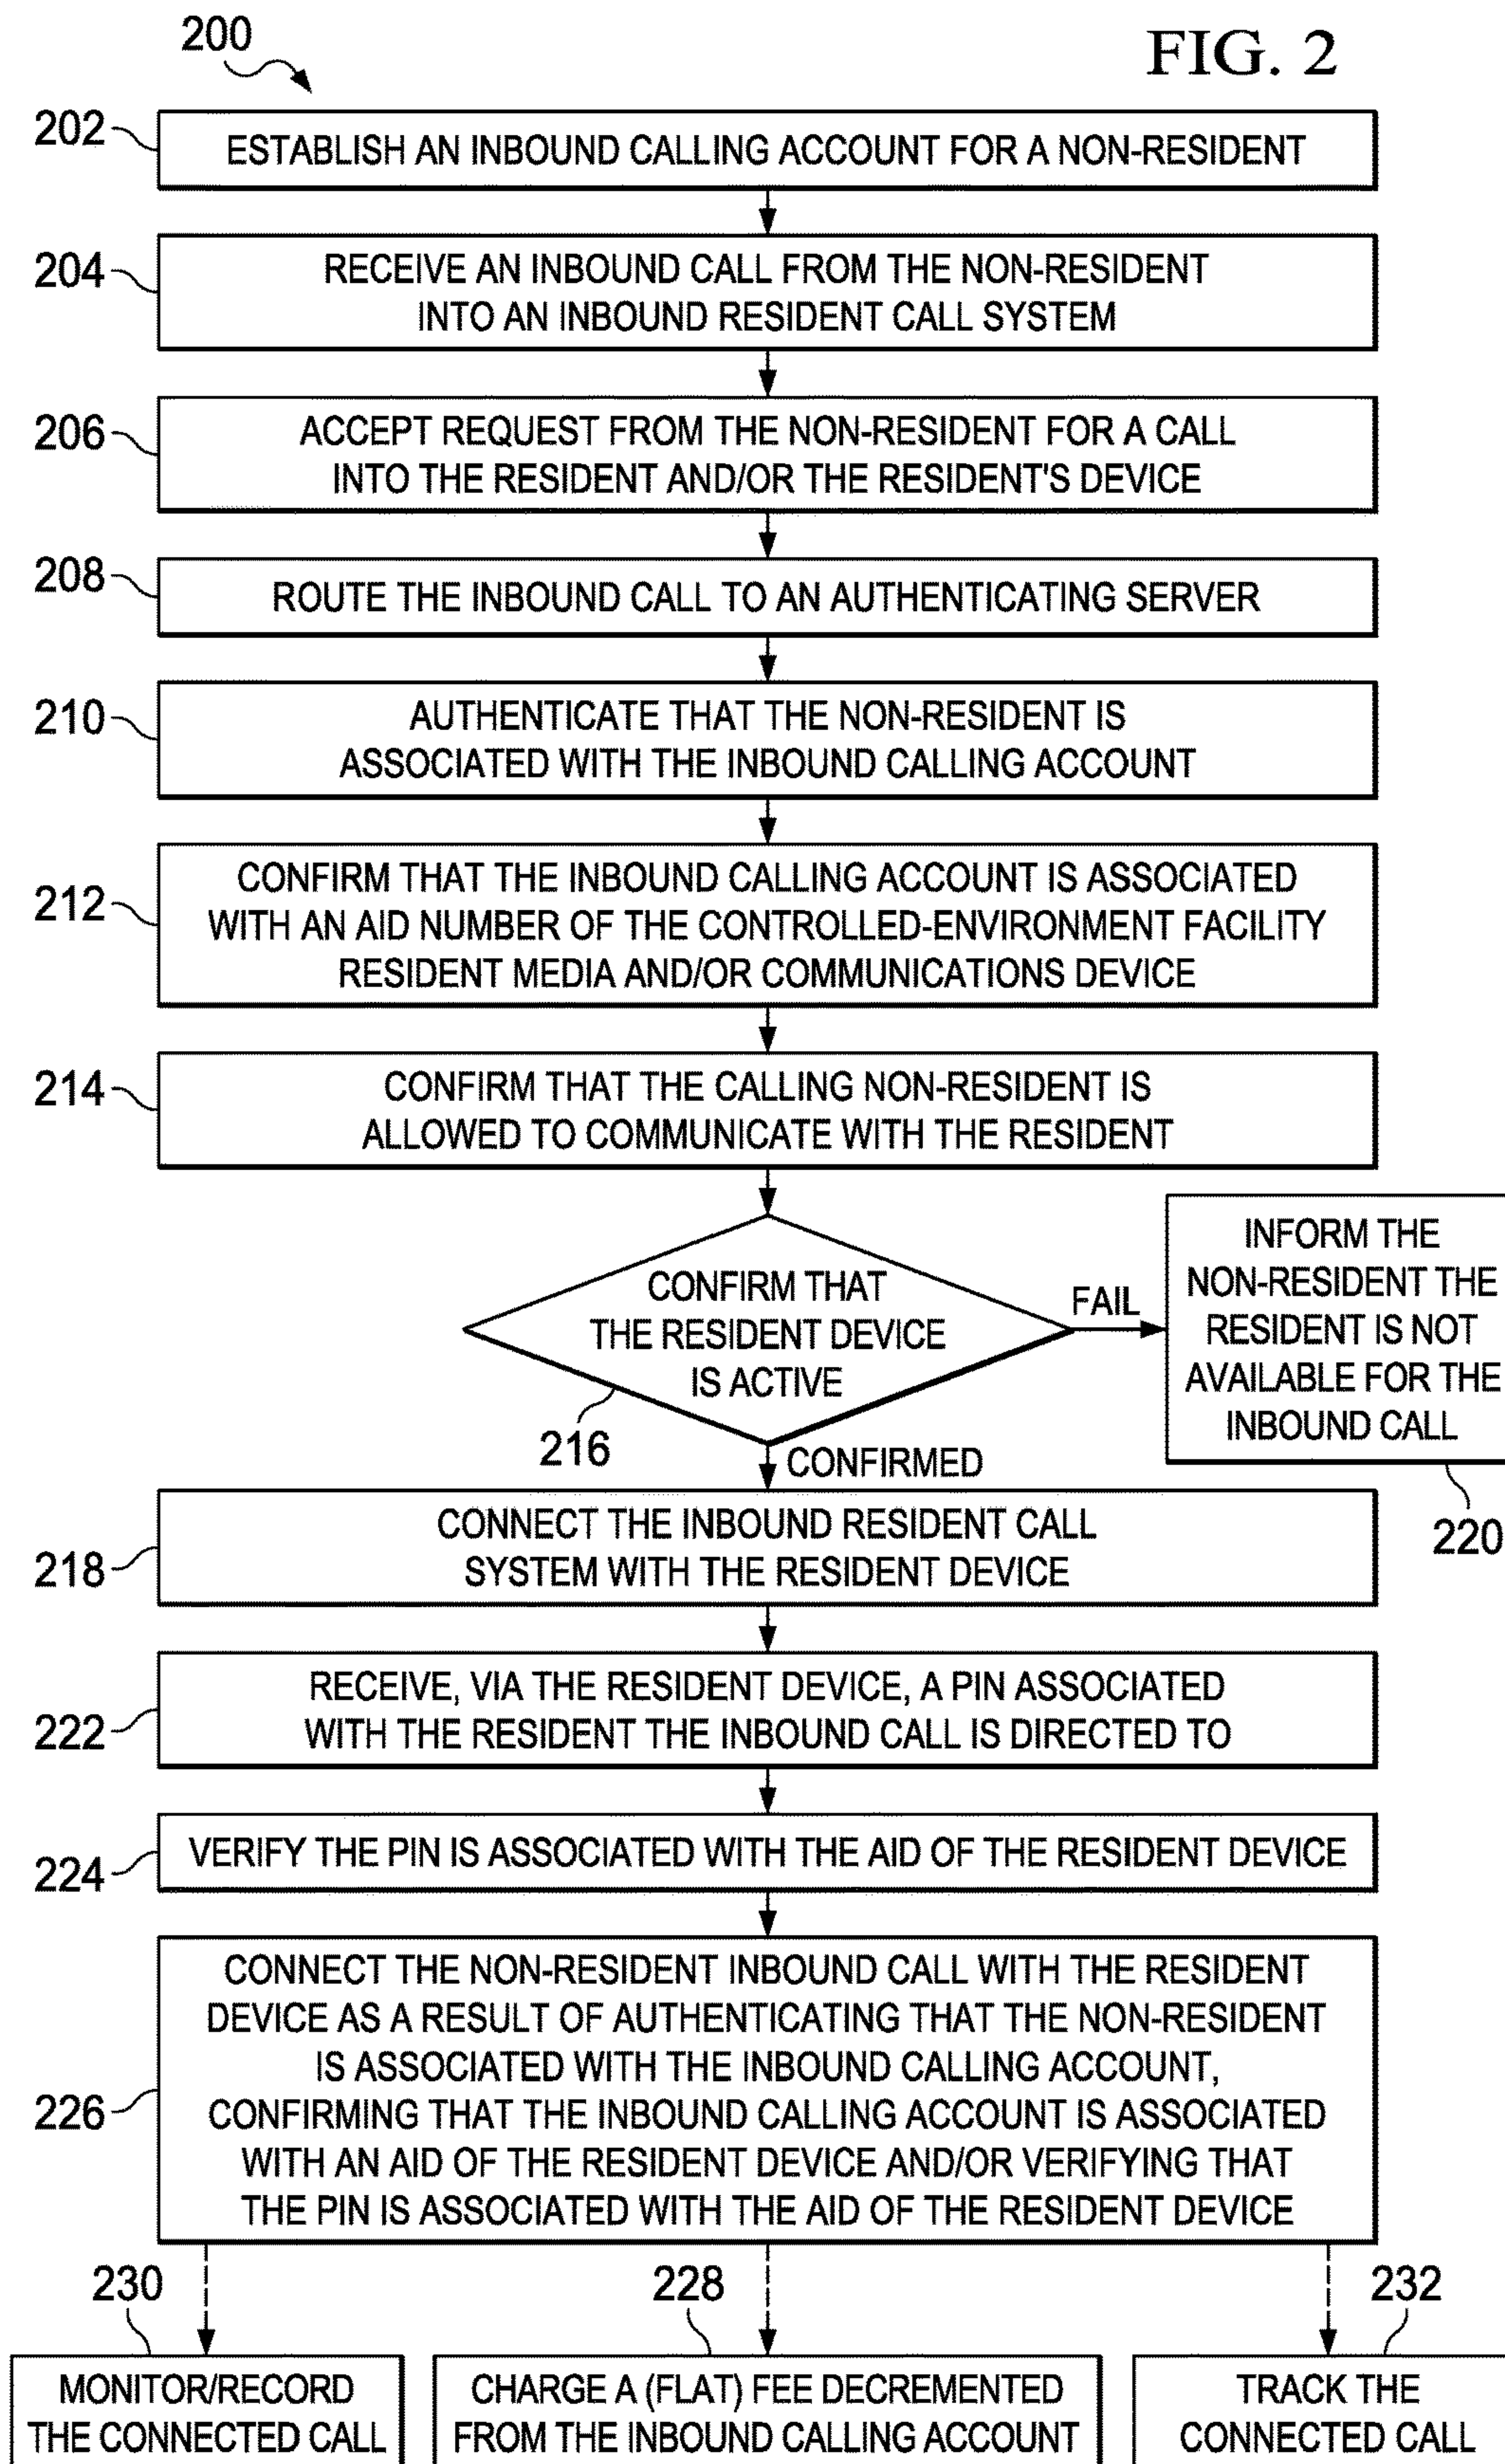 200
FIG. 2
202
ESTABLISH AN INBOUND CALLING ACCOUNT FOR A NON-RESIDENT
204
RECEIVE AN INBOUND CALL FROM THE NON-RESIDENT
INTO AN INBOUND RESIDENT CALL SYSTEM
206
ACCEPT REQUEST FROM THE NON-RESIDENT FOR A CALL
INTO THE RESIDENT AND/OR THE RESIDENT'S DEVICE
208
ROUTE THE INBOUND CALL TO AN AUTHENTICATING SERVER
210
AUTHENTICATE THAT THE NON-RESIDENT IS
ASSOCIATED WITH THE INBOUND CALLING ACCOUNT
212
CONFIRM THAT THE INBOUND CALLING ACCOUNT IS ASSOCIATED
WITH AN AID NUMBER OF THE CONTROLLED-ENVIRONMENT FACILITY
RESIDENT MEDIA AND/OR COMMUNICATIONS DEVICE
214
CONFIRM THAT THE CALLING NON-RESIDENT IS
ALLOWED TO COMMUNICATE WITH THE RESIDENT
CONFIRM THAT
THE RESIDENT DEVICE
IS ACTIVE
216
FAIL
INFORM THE
NON-RESIDENT THE
RESIDENT IS NOT
AVAILABLE FOR THE
INBOUND CALL
220
CONFIRMED
218
CONNECT THE INBOUND RESIDENT CALL
SYSTEM WITH THE RESIDENT DEVICE
222
RECEIVE, VIA THE RESIDENT DEVICE, A PIN ASSOCIATED
WITH THE RESIDENT THE INBOUND CALL IS DIRECTED TO
224
VERIFY THE PIN IS ASSOCIATED WITH THE AID OF THE RESIDENT DEVICE
226
CONNECT THE NON-RESIDENT INBOUND CALL WITH THE RESIDENT
DEVICE AS A RESULT OF AUTHENTICATING THAT THE NON-RESIDENT
IS ASSOCIATED WITH THE INBOUND CALLING ACCOUNT,
CONFIRMING THAT THE INBOUND CALLING ACCOUNT IS ASSOCIATED
WITH AN AID OF THE RESIDENT DEVICE AND/OR VERIFYING THAT
THE PIN IS ASSOCIATED WITH THE AID OF THE RESIDENT DEVICE
230
MONITOR/RECORD
THE CONNECTED CALL
228
CHARGE A (FLAT) FEE DECREMENTED
FROM THE INBOUND CALLING ACCOUNT
232
TRACK THE
CONNECTED CALL